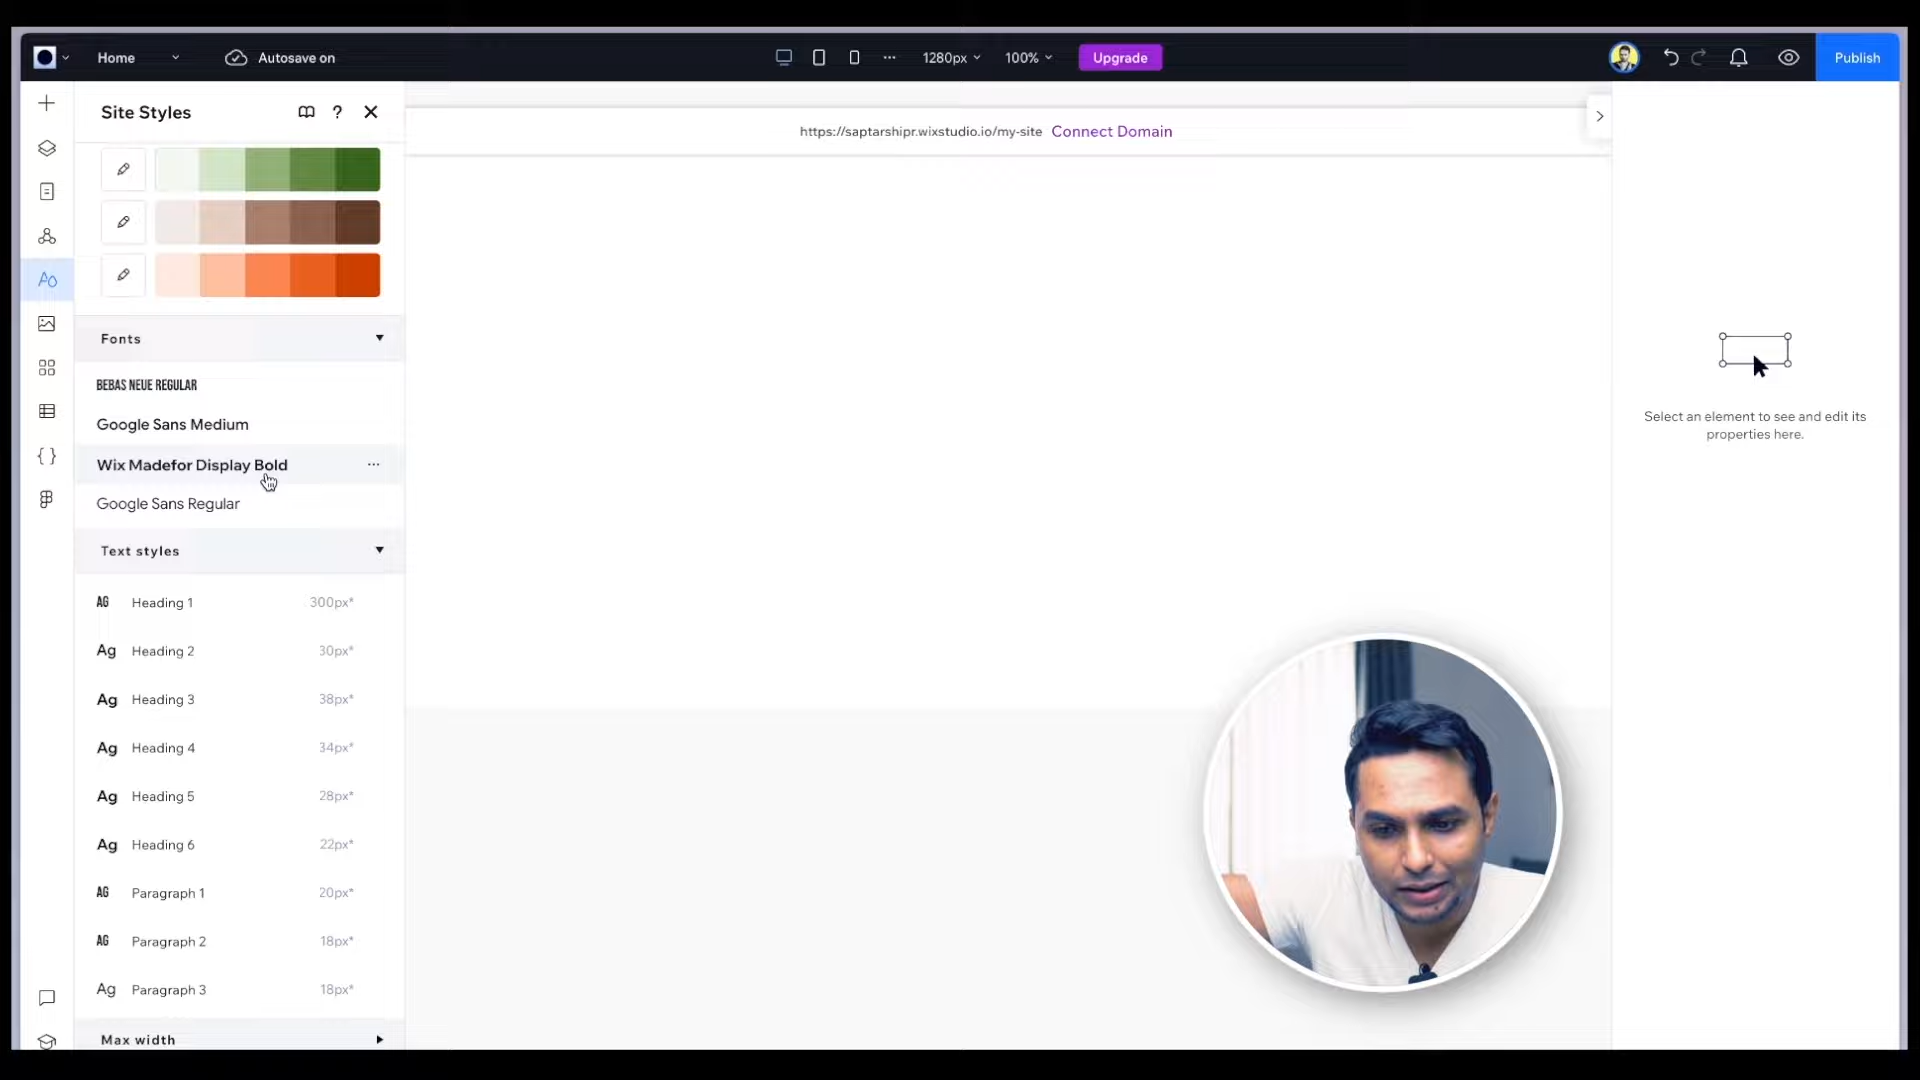 Home
Autosave on
1280px
100%
Upgrade
Publish
Site Styles
?
https://saptarshipr.wixstudio.io/my-site Connect Domain
Fonts
BEBAS NEUE REGULAR
Google Sans Medium
Wix Madefor Display Bold
Google Sans Regular
Text styles
AG Heading 1 300px*
Ag Heading 2 30px*
Ag Heading 3 38px*
Ag Heading 4 34px*
Ag Heading 5 28px*
Ag Heading 6 22px*
AG Paragraph 1 20px*
AG Paragraph 2 18px*
Ag Paragraph 3 18px*
Max width
Select an element to see and edit its
properties here.